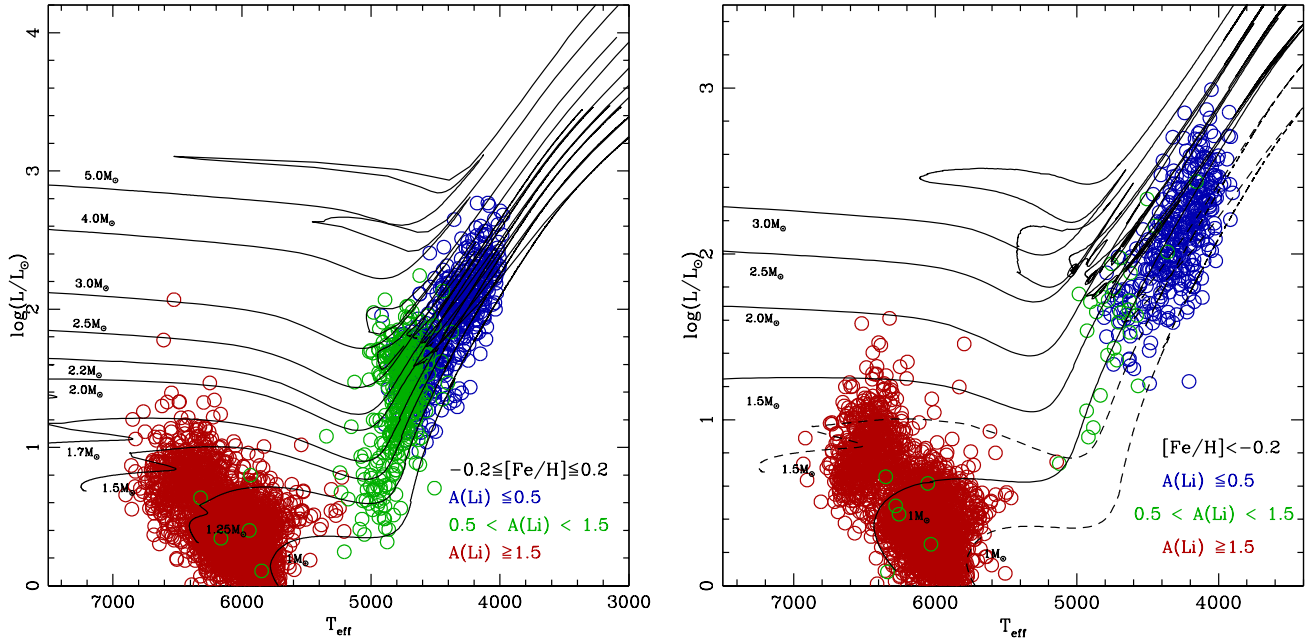 4
3
2
1
0
log(L/L☉)
7000 6000 5000 4000 3000
T_eff
5.0M☉
4.0M☉
3.0M☉
2.5M☉
2.2M☉
2.0M☉
1.7M☉
1.5M☉
1.25M☉
1M☉
−0.2≦[Fe/H]≦0.2
A(Li) ≦0.5
0.5 < A(Li) < 1.5
A(Li) ≧1.5
3
2
1
0
log(L/L☉)
7000 6000 5000 4000
T_eff
3.0M☉
2.5M☉
2.0M☉
1.5M☉
1.5M☉
1M☉
1M☉
[Fe/H]<−0.2
A(Li) ≦0.5
0.5 < A(Li) < 1.5
A(Li) ≧1.5